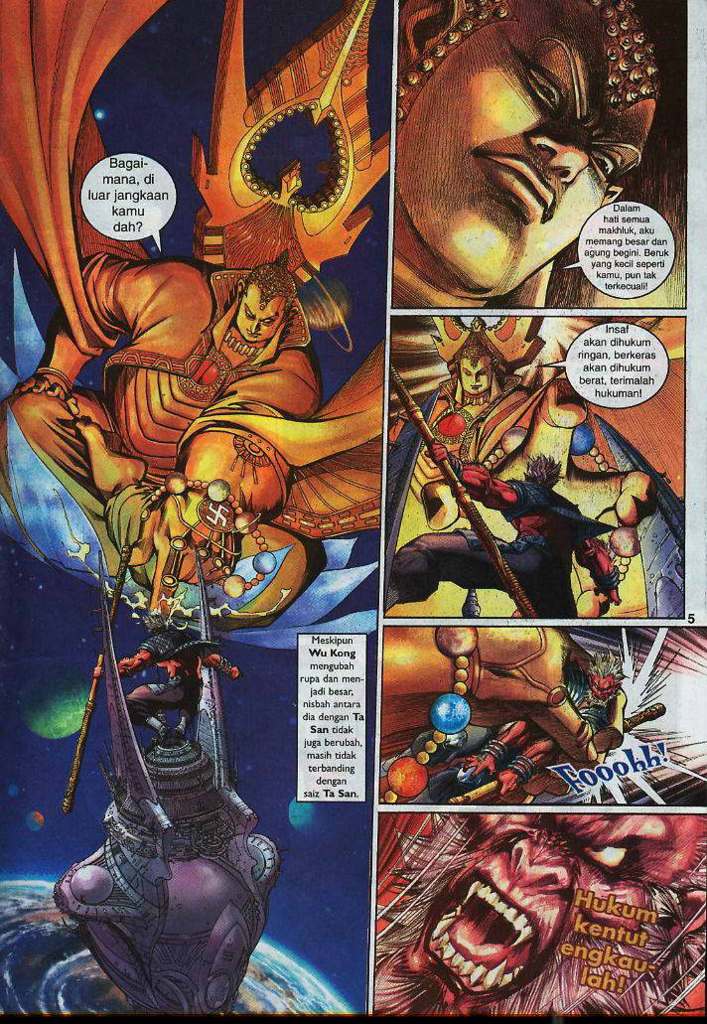 Bagai-
mana, di
luar jangkaan
kamu
dah?
Dalam
hati semua
makhluk, aku
memang besar dan
agung begini. Beruk
yang kecil seperti
kamu, pun tak
terkecuali!
Insaf
akan dihukum
ringan, berkeras
akan dihukum
berat, terimalah
hukuman!
5
Meskipun
Wu Kong
mengubah
rupa dan men-
jadi besar,
nisbah antara
dia dengan Ta
San tidak
juga berubah,
masih tidak
terbanding
dengan
saiz Ta San.
Foooohh!
Hukum
kentut
engkau-
lah!